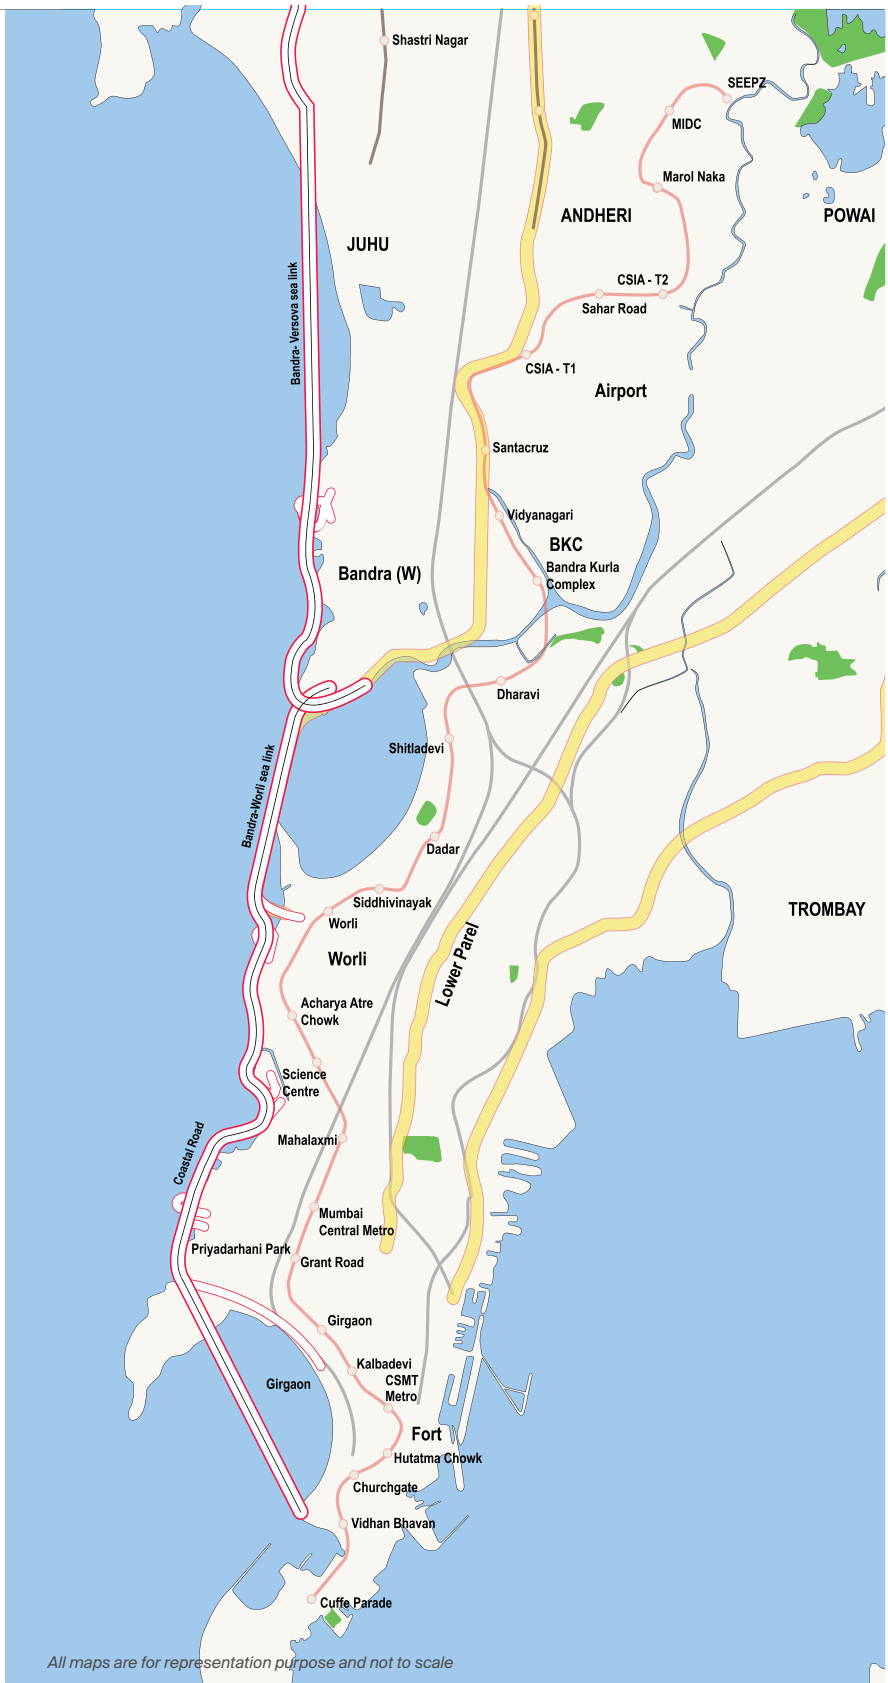 Shastri Nagar
SEEPZ
MIDC
Marol Naka
ANDHERI
POWAI
JUHU
Bandra- Versova sea link
CSIA - T2
Sahar Road
CSIA - T1
Airport
Santacruz
Vidyanagari
BKC
Bandra (W)
Bandra Kurla
Complex
Dharavi
Shitladevi
Bandra-Worli sea link
Dadar
Siddhivinayak
Worli
TROMBAY
Worli
Lower Parel
Acharya Atre
Chowk
Science
Centre
Coastal Road
Mahalaxmi
Mumbai
Central Metro
Priyadarhani Park
Grant Road
Girgaon
Kalbadevi
Girgaon
CSMT
Metro
Fort
Hutatma Chowk
Churchgate
Vidhan Bhavan
Cuffe Parade
All maps are for representation purpose and not to scale